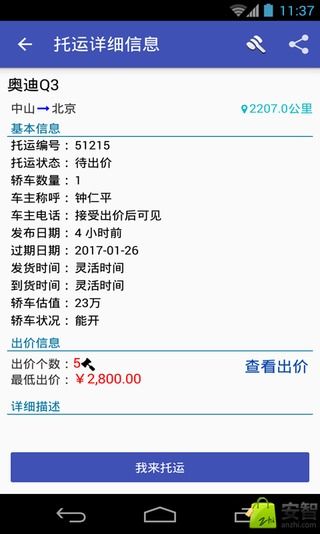 11:37
托运详细信息
奥迪Q3
中山 北京
2207.0公里
基本信息
托运编号：51215
托运状态：待出价
轿车数量：1
车主称呼：钟仁平
车主电话：接受出价后可见
发布日期：4 小时前
过期日期：2017-01-26
发货时间：灵活时间
到货时间：灵活时间
轿车估值：23万
轿车状况：能开
出价信息
出价个数：5
查看出价
最低出价：￥2,800.00
详细描述
我来托运
安智
anzhi.com